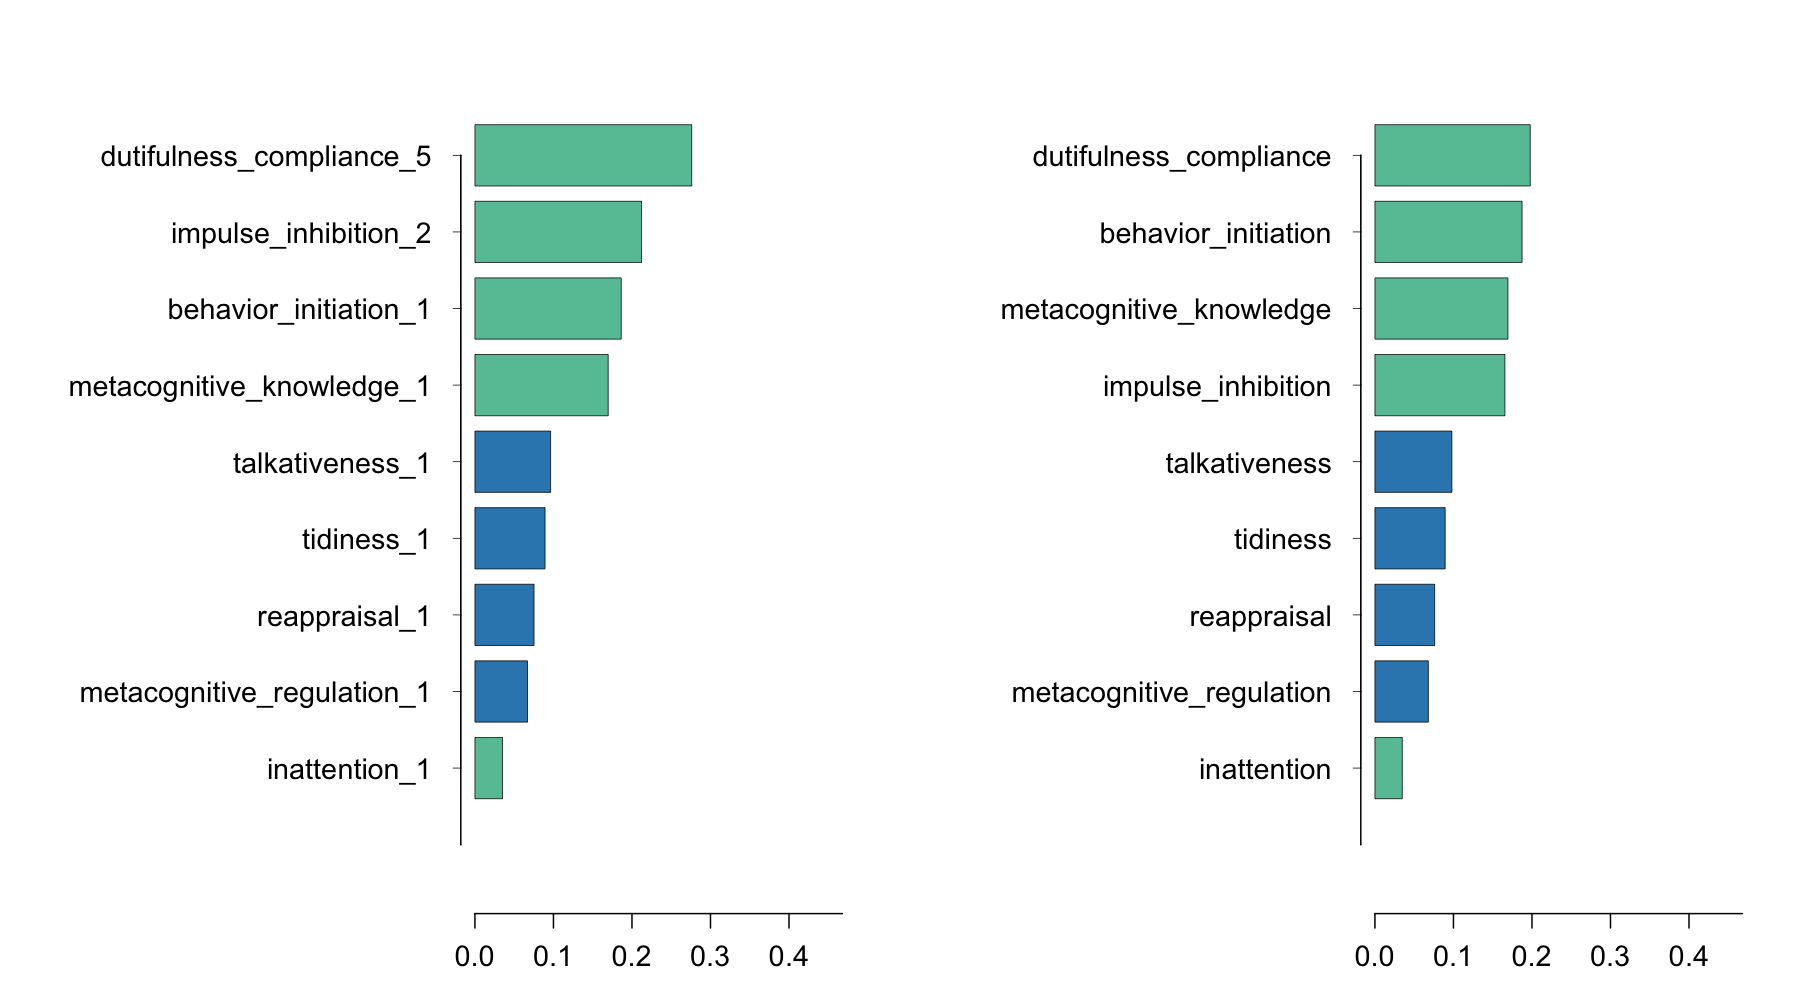 dutifulness_compliance_5
impulse_inhibition_2
behavior_initiation_1
metacognitive_knowledge_1
talkativeness_1
tidiness_1
reappraisal_1
metacognitive_regulation_1
inattention_1
0.0 0.1 0.2 0.3 0.4
dutifulness_compliance
behavior_initiation
metacognitive_knowledge
impulse_inhibition
talkativeness
tidiness
reappraisal
metacognitive_regulation
inattention
0.0 0.1 0.2 0.3 0.4